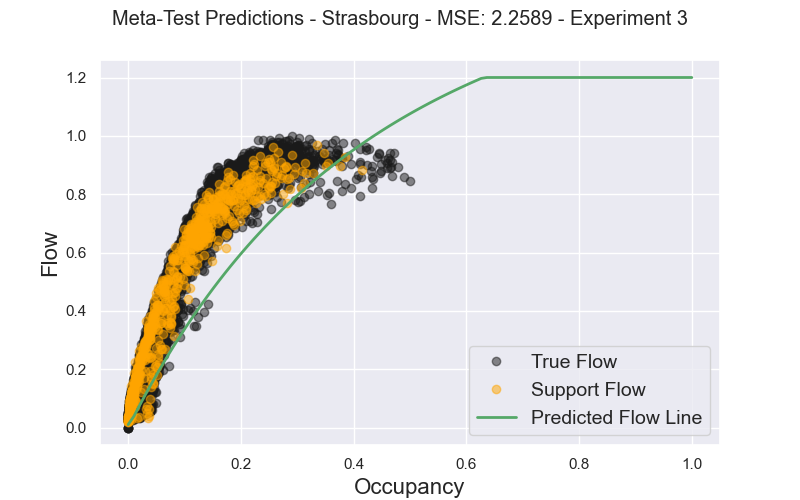 Meta-Test Predictions - Strasbourg - MSE: 2.2589 - Experiment 3
1.2
1.0
0.8
0.6
0.4
0.2
0.0
Flow
True Flow
Support Flow
Predicted Flow Line
0.0 0.2 0.4 0.6 0.8 1.0
Occupancy